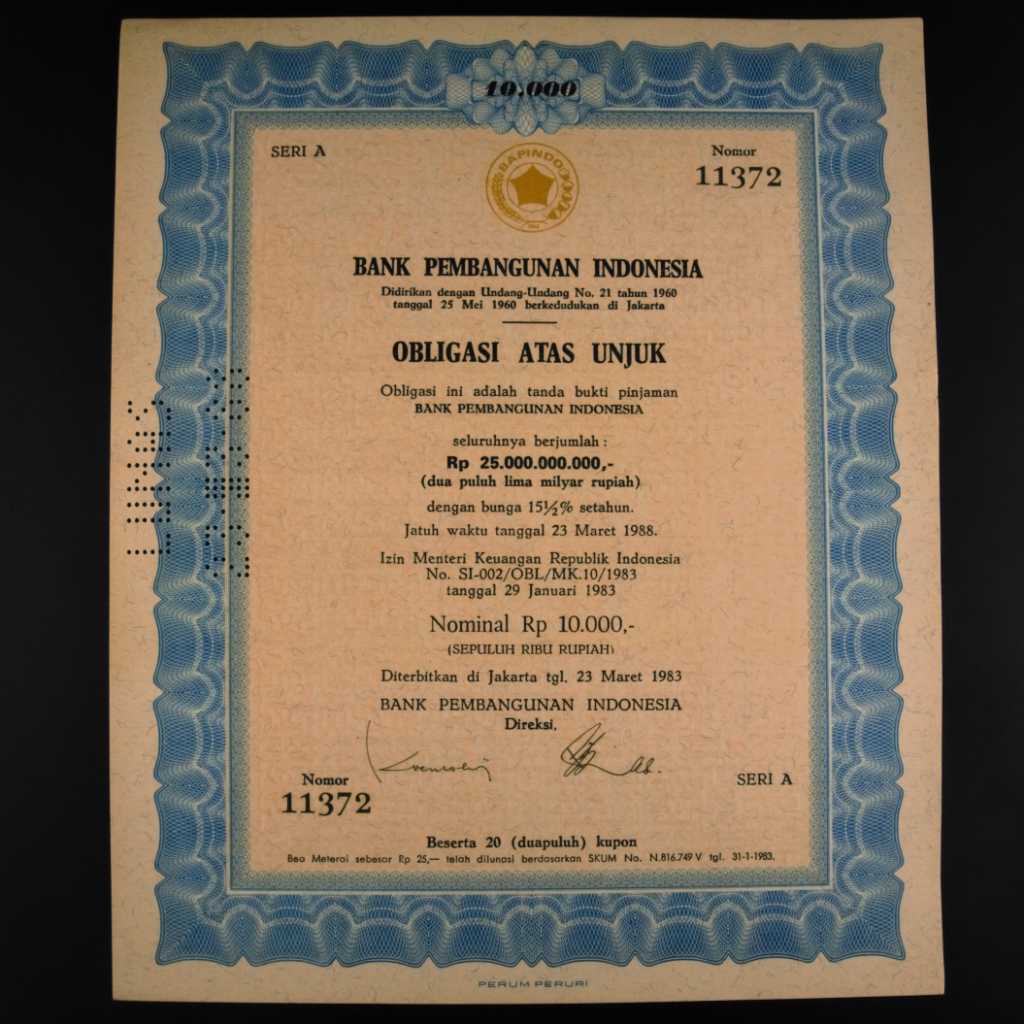 10.000
SERI A
Nomor
11372
BAPINDO
BANK PEMBANGUNAN INDONESIA
Didirikan dengan Undang-Undang No. 21 tahun 1960
tanggal 25 Mei 1960 berkedudukan di Jakarta
OBLIGASI ATAS UNJUK
Obligasi ini adalah tanda bukti pinjaman
BANK PEMBANGUNAN INDONESIA
seluruhnya berjumlah :
Rp 25.000.000.000,-
(dua puluh lima milyar rupiah)
dengan bunga 15½% setahun.
Jatuh waktu tanggal 23 Maret 1988.
Izin Menteri Keuangan Republik Indonesia
No. SI-002/OBL/MK.10/1983
tanggal 29 Januari 1983
Nominal Rp 10.000,-
(SEPULUH RIBU RUPIAH)
Diterbitkan di Jakarta tgl. 23 Maret 1983
BANK PEMBANGUNAN INDONESIA
Direksi,
Nomor
11372
SERI A
Beserta 20 (duapuluh) kupon
Bea Meterai sebesar Rp 25,— telah dilunasi berdasarkan SKUM No. N.816.749 V tgl. 31-1-1983.
PERUM PERURI